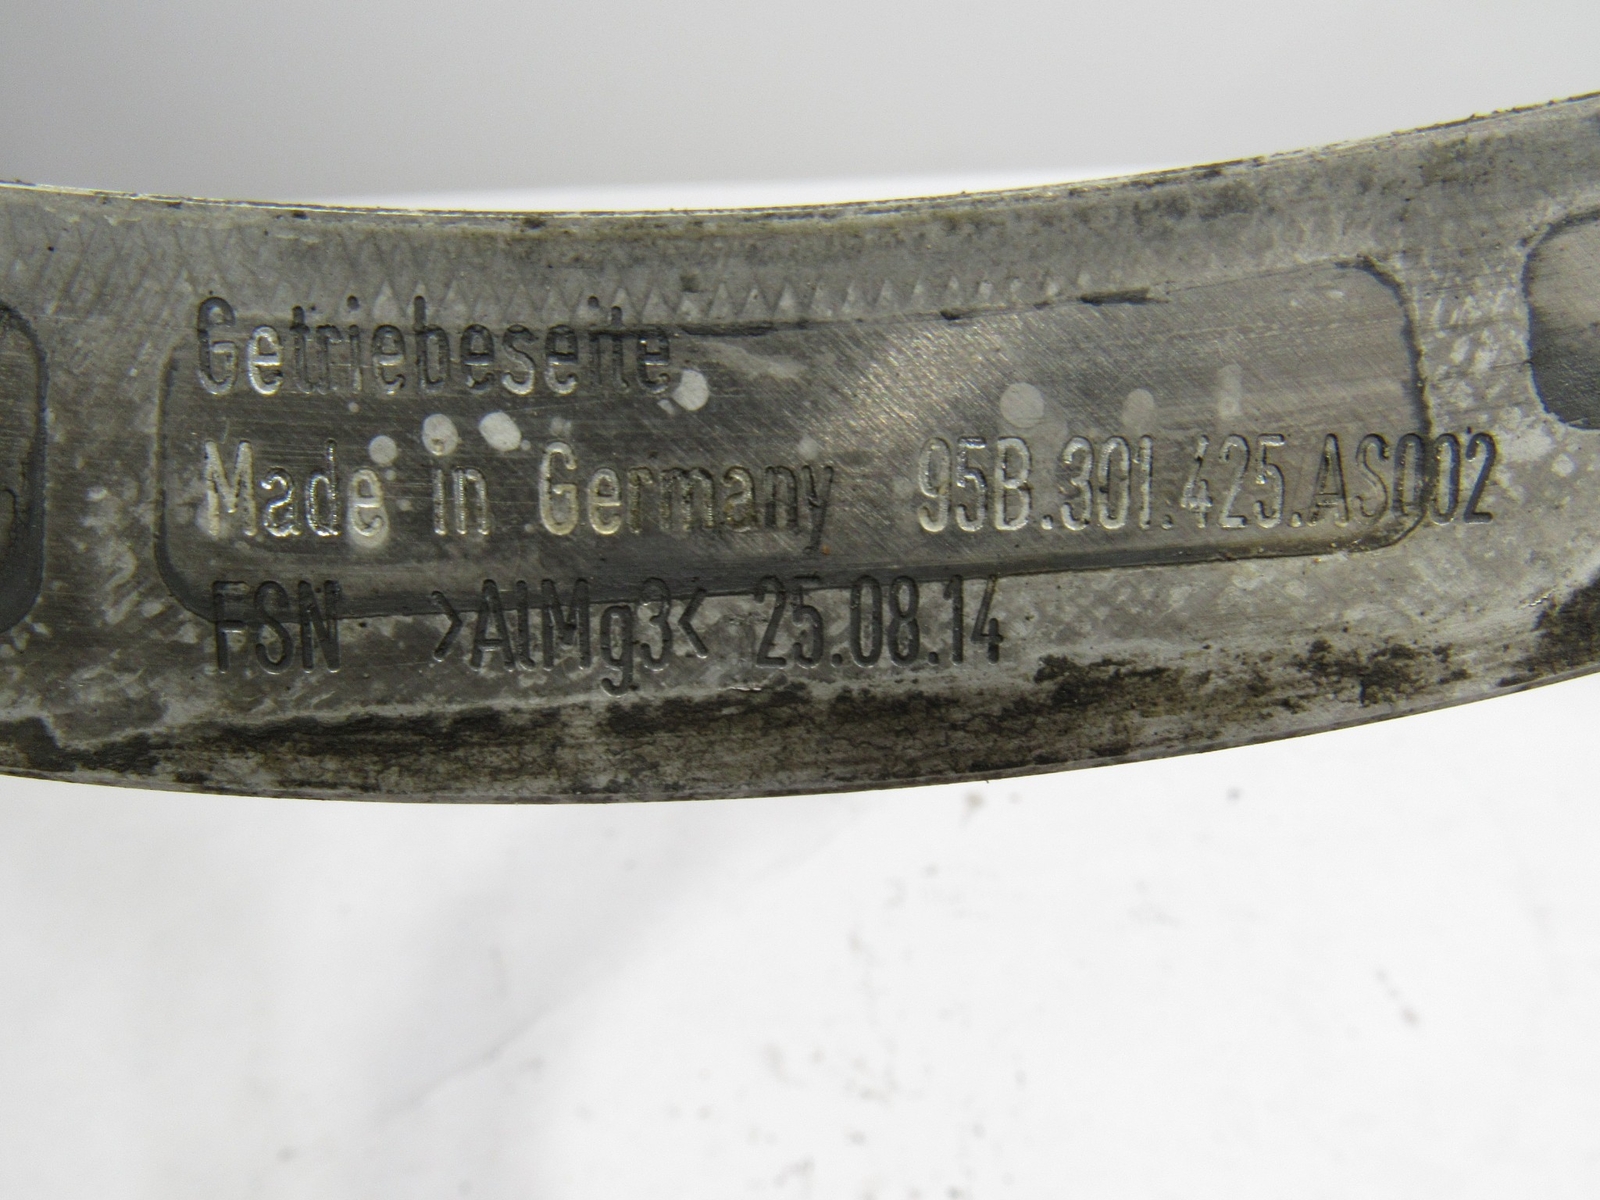 Getriebeseite
Made in Germany 95B.301.425.AS002
FSN >AlMg3< 25.08.14